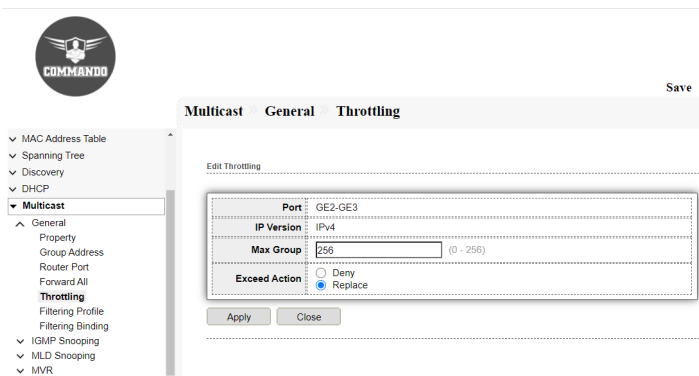 COMMANDO
Save
Multicast » General » Throttling
MAC Address Table
Spanning Tree
Discovery
DHCP
Multicast
General
Property
Group Address
Router Port
Forward All
Throttling
Filtering Profile
Filtering Binding
IGMP Snooping
MLD Snooping
MVR
Edit Throttling
Port GE2-GE3
IP Version IPv4
Max Group 256 (0 - 256)
Exceed Action Deny
Replace
Apply Close